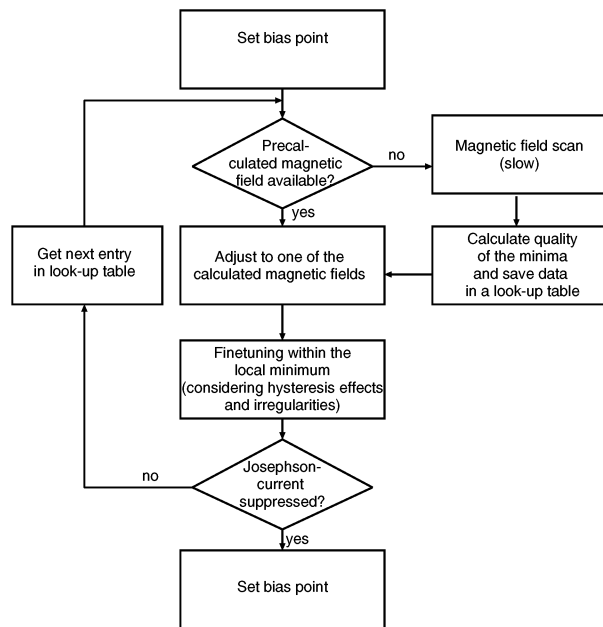 Set bias point
Precal-
culated magnetic
field available?
no
Magnetic field scan
(slow)
yes
Get next entry
in look-up table
Adjust to one of the
calculated magnetic fields
Calculate quality
of the minima
and save data
in a look-up table
Finetuning within the
local minimum
(considering hysteresis effects
and irregularities)
no
Josephson-
current
suppressed?
yes
Set bias point